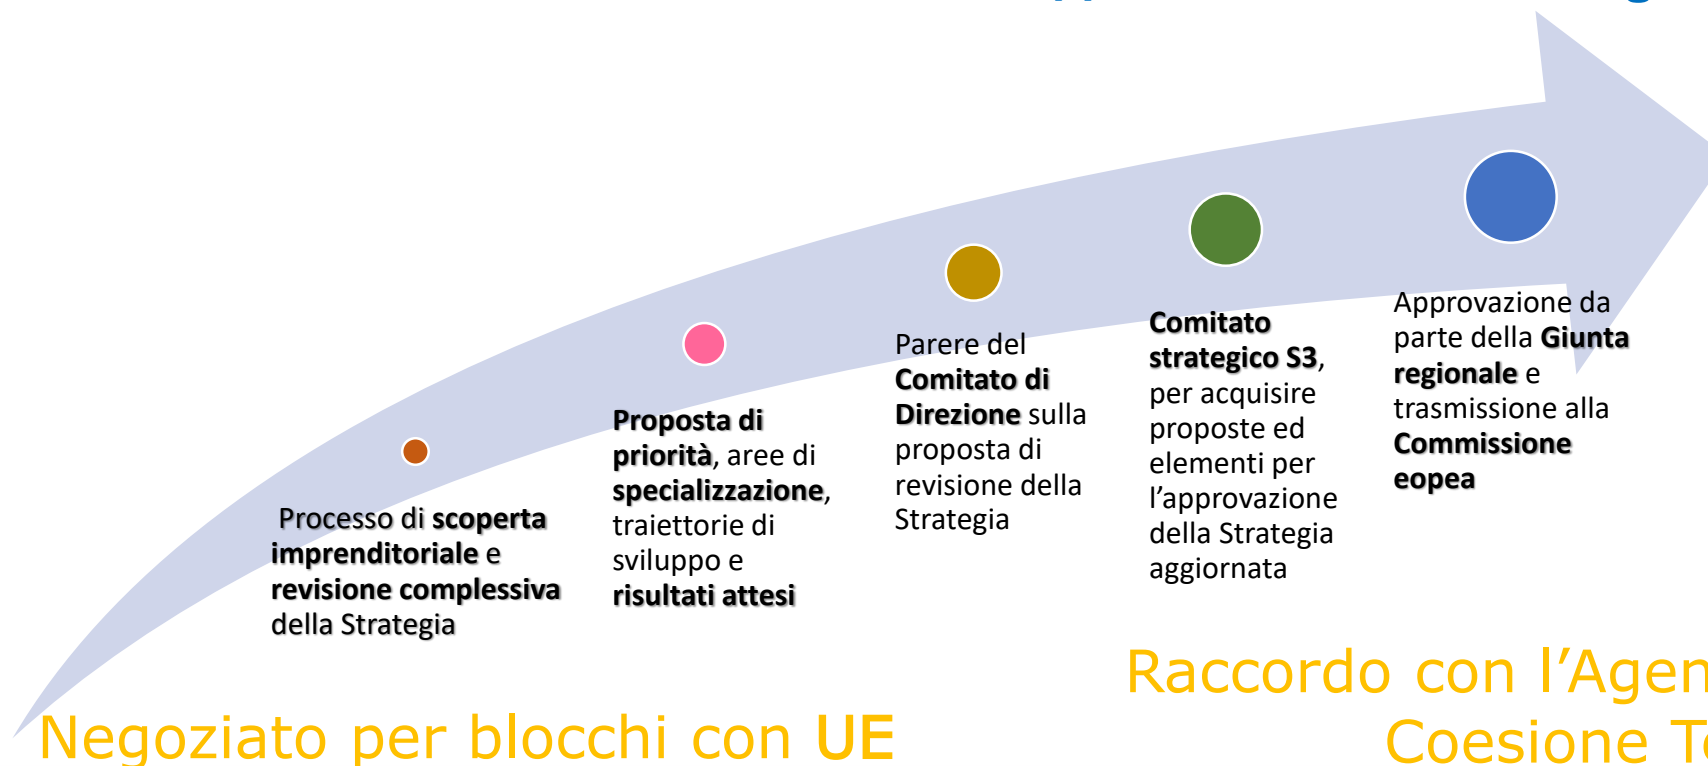 Processo di scoperta
imprenditoriale e
revisione complessiva
della Strategia
Proposta di
priorità, aree di
specializzazione,
traiettorie di
sviluppo e
risultati attesi
Parere del
Comitato di
Direzione sulla
proposta di
revisione della
Strategia
Comitato
strategico S3,
per acquisire
proposte ed
elementi per
l’approvazione
della Strategia
aggiornata
Approvazione da
parte della Giunta
regionale e
trasmissione alla
Commissione
eopea
Negoziato per blocchi con UE
Raccordo con l’Agen
Coesione Te